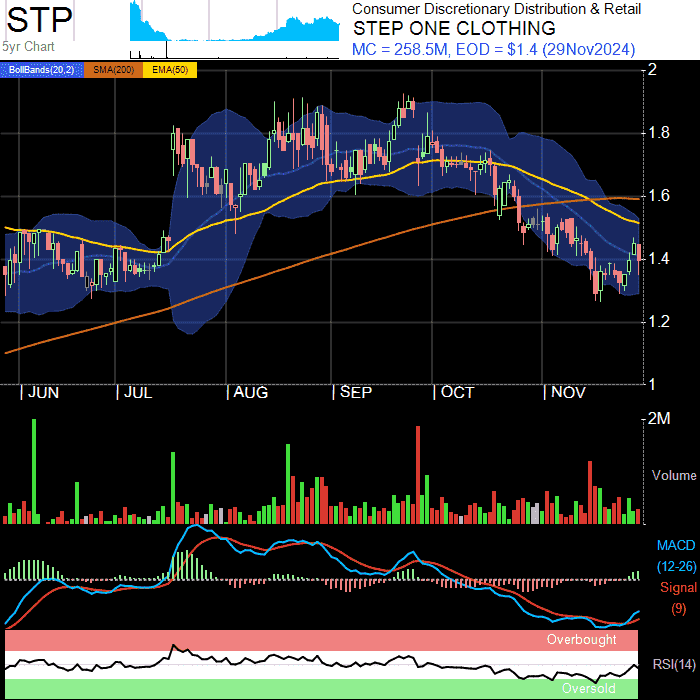 STP
5yr Chart
Consumer Discretionary Distribution & Retail
STEP ONE CLOTHING
MC = 258.5M, EOD = $1.4 (29Nov2024)
BollBands(20,2) SMA(200) EMA(50)
2
1.8
1.6
1.4
1.2
1
JUN JUL AUG SEP OCT NOV
2M
Volume
MACD
(12-26)
Signal
(9)
Overbought
RSI(14)
Oversold